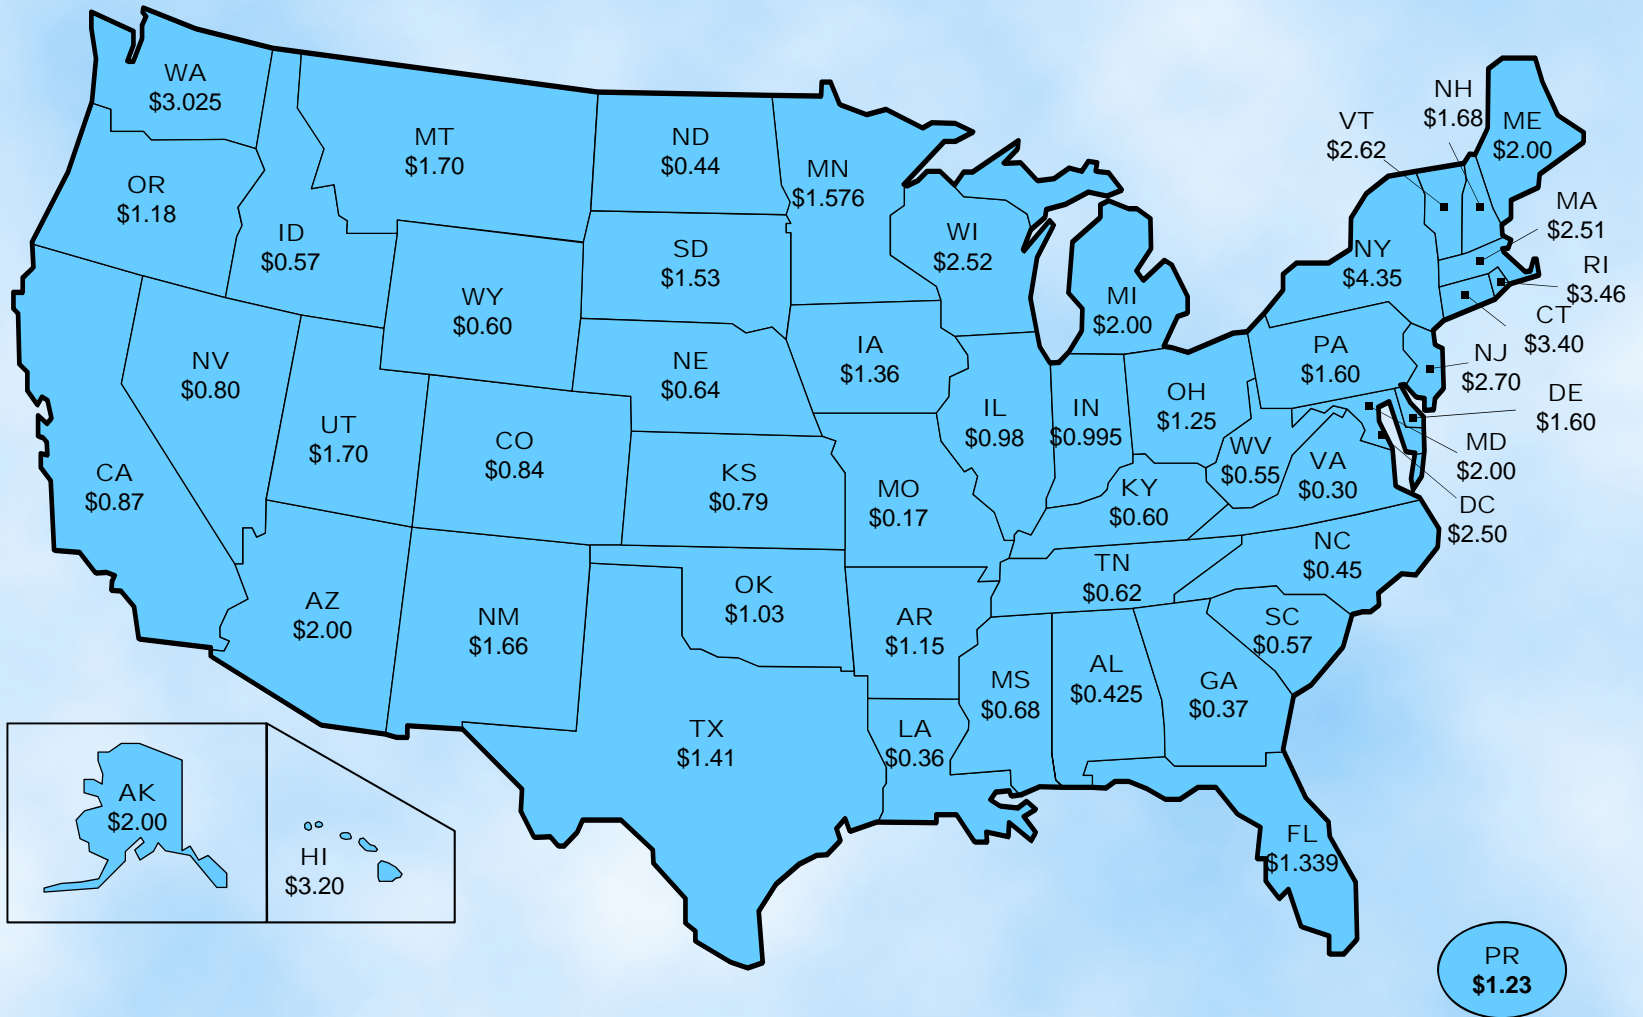 WA
$3.025
MT
$1.70
ND
$0.44
MN
$1.576
VT
$2.62
NH
$1.68
ME
$2.00
OR
$1.18
ID
$0.57
SD
$1.53
WI
$2.52
MI
$2.00
NY
$4.35
MA
$2.51
RI
$3.46
CT
$3.40
WY
$0.60
NV
$0.80
NE
$0.64
IA
$1.36
PA
$1.60
NJ
$2.70
DE
$1.60
MD
$2.00
DC
$2.50
UT
$1.70
CO
$0.84
IL
$0.98
IN
$0.995
OH
$1.25
WV
$0.55
VA
$0.30
CA
$0.87
KS
$0.79
MO
$0.17
KY
$0.60
NC
$0.45
AZ
$2.00
NM
$1.66
OK
$1.03
AR
$1.15
TN
$0.62
SC
$0.57
TX
$1.41
LA
$0.36
MS
$0.68
AL
$0.425
GA
$0.37
AK
$2.00
HI
$3.20
FL
$1.339
PR
$1.23